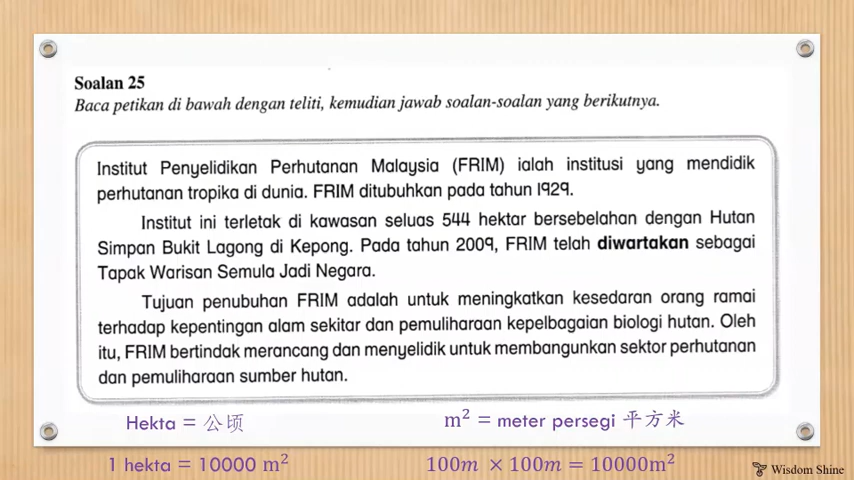 Soalan 25
Baca petikan di bawah dengan teliti, kemudian jawab soalan-soalan yang berikutnya.
Institut Penyelidikan Perhutanan Malaysia (FRIM) ialah institusi yang mendidik
perhutanan tropika di dunia. FRIM ditubuhkan pada tahun 1929.
Institut ini terletak di kawasan seluas 544 hektar bersebelahan dengan Hutan
Simpan Bukit Lagong di Kepong. Pada tahun 2009, FRIM telah diwartakan sebagai
Tapak Warisan Semula Jadi Negara.
Tujuan penubuhan FRIM adalah untuk meningkatkan kesedaran orang ramai
terhadap kepentingan alam sekitar dan pemuliharaan kepelbagaian biologi hutan. Oleh
itu, FRIM bertindak merancang dan menyelidik untuk membangunkan sektor perhutanan
dan pemuliharaan sumber hutan.
Hekta = 公顷
m² = meter persegi 平方米
1 hekta = 10000 m²
100m × 100m = 10000m²
Wisdom Shine